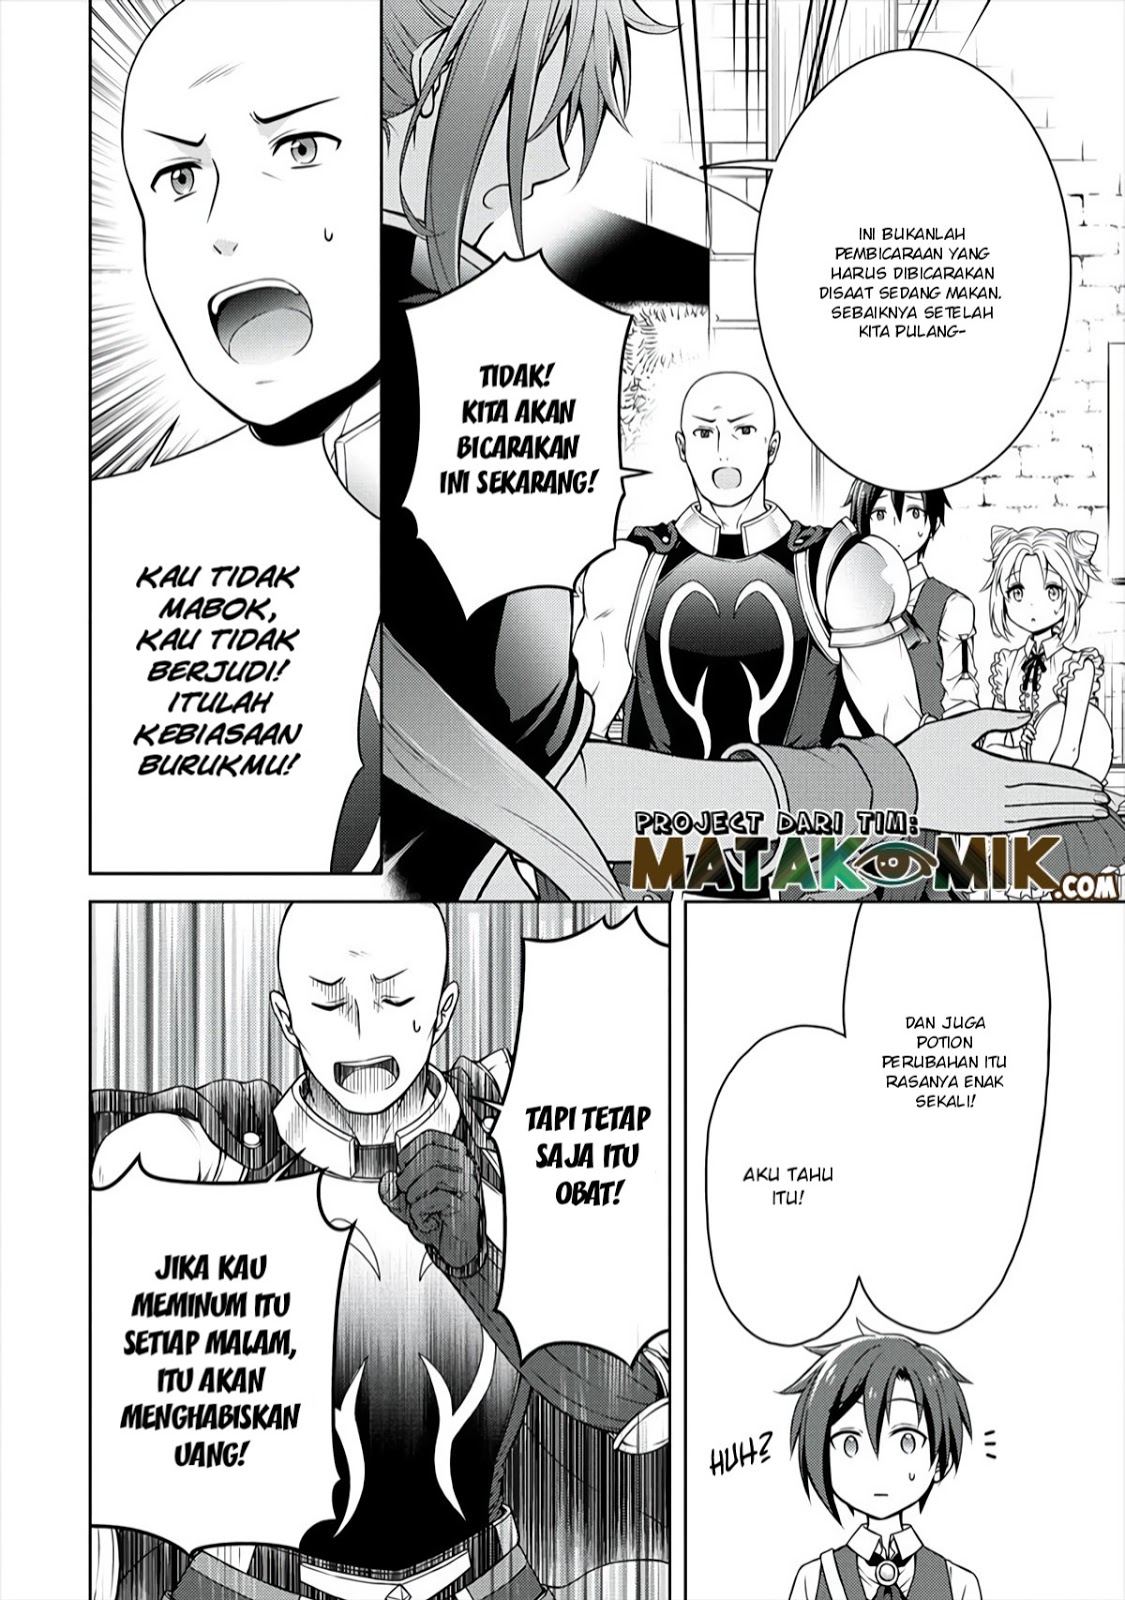 INI BUKANLAH
PEMBICARAAN YANG
HARUS DIBICARAKAN
DISAAT SEDANG MAKAN.
SEBAIKNYA SETELAH
KITA PULANG-
TIDAK!
KITA AKAN
BICARAKAN
INI SEKARANG!
KAU TIDAK
MABOK,
KAU TIDAK
BERJUDI!
ITULAH
KEBIASAAN
BURUKMU!
PROJECT DARI TIM:
MATAKOMIK
.COM
DAN JUGA
POTION
PERUBAHAN ITU
RASANYA ENAK
SEKALI!
AKU TAHU
ITU!
HUH?
TAPI TETAP
SAJA ITU
OBAT!
JIKA KAU
MEMINUM ITU
SETIAP MALAM,
ITU AKAN
MENGHABISKAN
UANG!